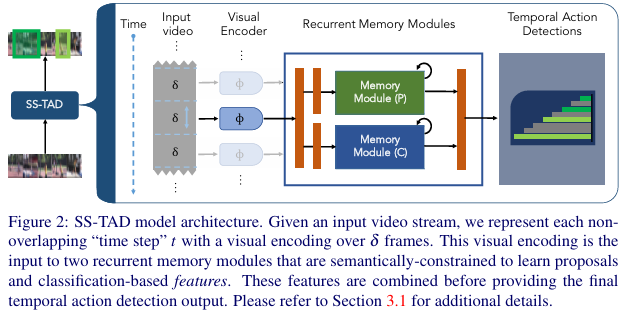 Time
Input
video
Visual
Encoder
Recurrent Memory Modules
Temporal Action
Detections
SS-TAD
δ
ϕ
δ
ϕ
δ
ϕ
Memory
Module (P)
Memory
Module (C)
Figure 2: SS-TAD model architecture. Given an input video stream, we represent each non-
overlapping “time step” t with a visual encoding over δ frames. This visual encoding is the
input to two recurrent memory modules that are semantically-constrained to learn proposals
and classification-based features. These features are combined before providing the final
temporal action detection output. Please refer to Section 3.1 for additional details.